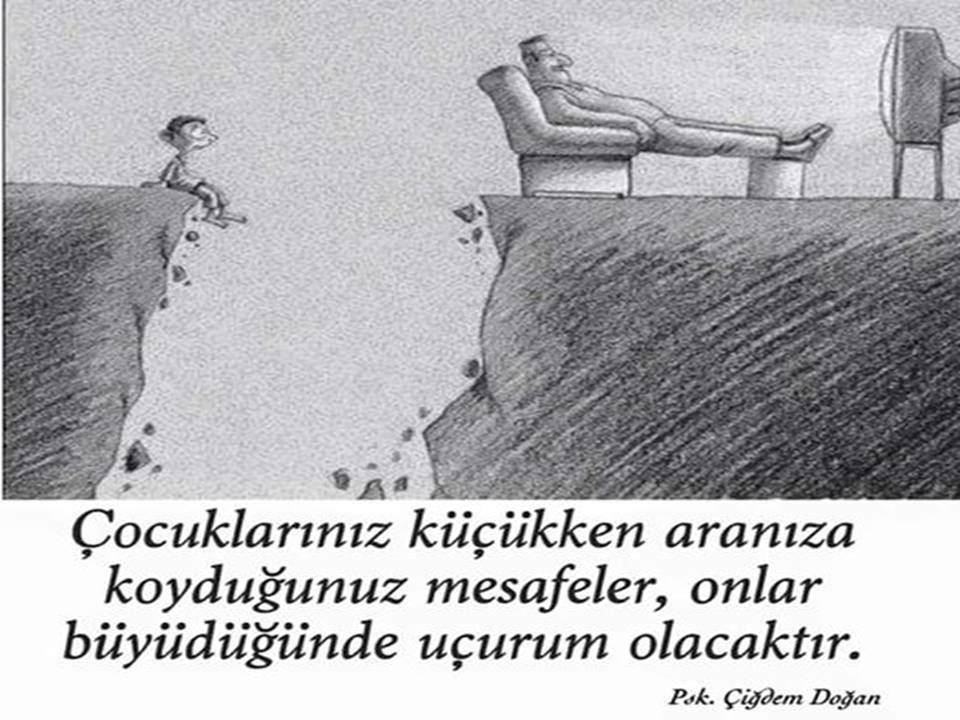 Çocuklarınız küçükken aranıza
koyduğunuz mesafeler, onlar
büyüdüğünde uçurum olacaktır.
Psk. Çiğdem Doğan